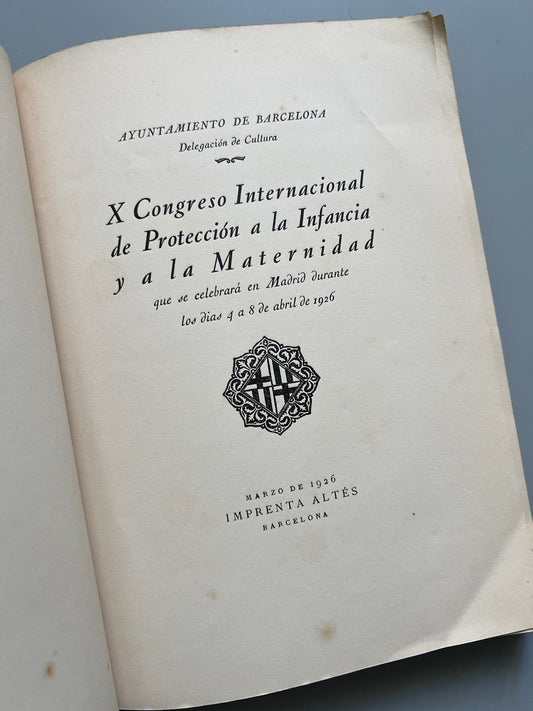 AYUNTAMIENTO DE BARCELONA
Delegación de Cultura
X Congreso Internacional
de Protección a la Infancia
y a la Maternidad
que se celebrará en Madrid durante
los dias 4 a 8 de abril de 1926
MARZO DE 1926
IMPRENTA ALTÉS
BARCELONA